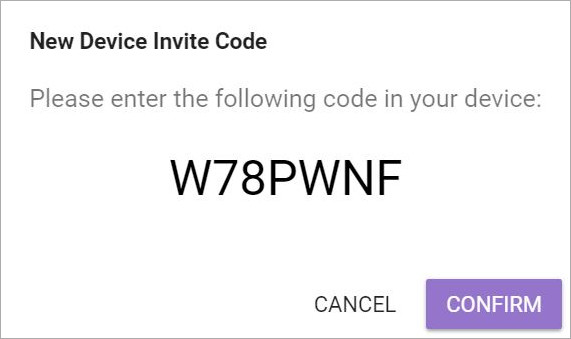 New Device Invite Code
Please enter the following code in your device:
W78PWNF
CANCEL CONFIRM